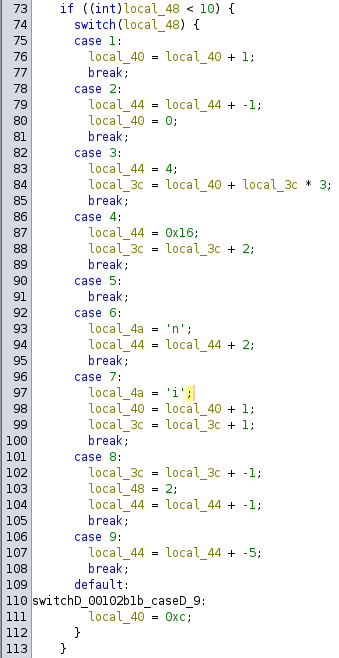 73 if ((int)local_48 < 10) {
74 switch(local_48) {
75 case 1:
76 local_40 = local_40 + 1;
77 break;
78 case 2:
79 local_44 = local_44 + -1;
80 local_40 = 0;
81 break;
82 case 3:
83 local_44 = 4;
84 local_3c = local_40 + local_3c * 3;
85 break;
86 case 4:
87 local_44 = 0x16;
88 local_3c = local_3c + 2;
89 break;
90 case 5:
91 break;
92 case 6:
93 local_4a = 'n';
94 local_44 = local_44 + 2;
95 break;
96 case 7:
97 local_4a = 'i';
98 local_40 = local_40 + 1;
99 local_3c = local_3c + 1;
100 break;
101 case 8:
102 local_3c = local_3c + -1;
103 local_48 = 2;
104 local_44 = local_44 + -1;
105 break;
106 case 9:
107 local_44 = local_44 + -5;
108 break;
109 default:
110 switchD_00102b1b_caseD_9:
111 local_40 = 0xc;
112 }
113 }